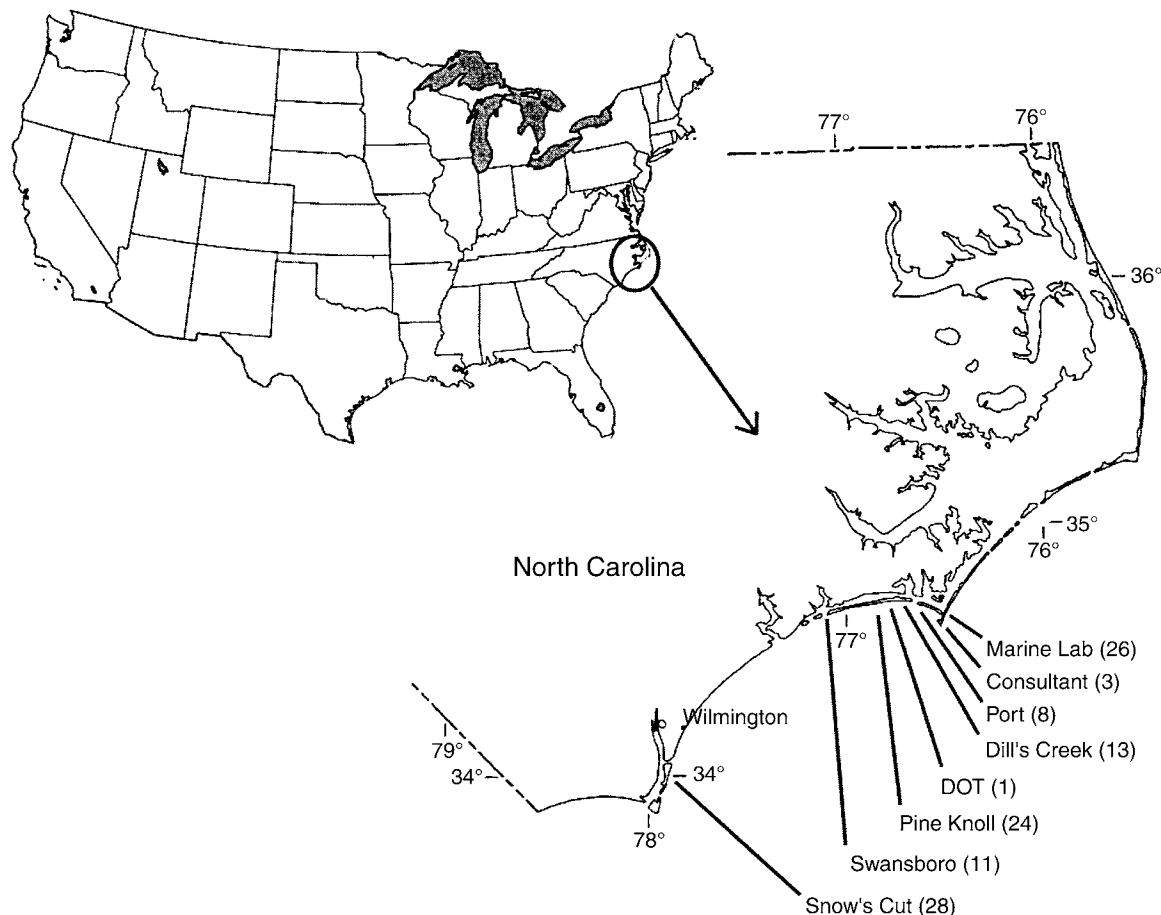 77°
76°
36°
35°
76°
North Carolina
77°
Marine Lab (26)
Consultant (3)
Port (8)
Wilmington
Dill's Creek (13)
79°
34°
34°
DOT (1)
Pine Knoll (24)
78°
Swansboro (11)
Snow's Cut (28)